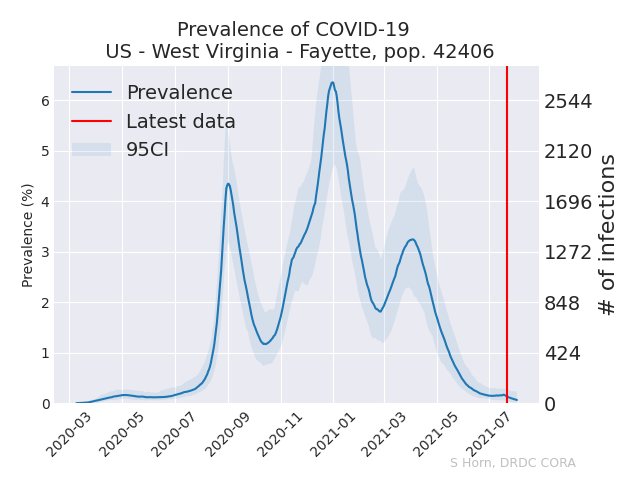 Prevalence of COVID-19
US - West Virginia - Fayette, pop. 42406
Prevalence
Latest data
95CI
Prevalence (%)
6
5
4
3
2
1
0
2544
2120
1696
1272
848
424
0
# of infections
2020-03
2020-05
2020-07
2020-09
2020-11
2021-01
2021-03
2021-05
2021-07
S Horn, DRDC CORA